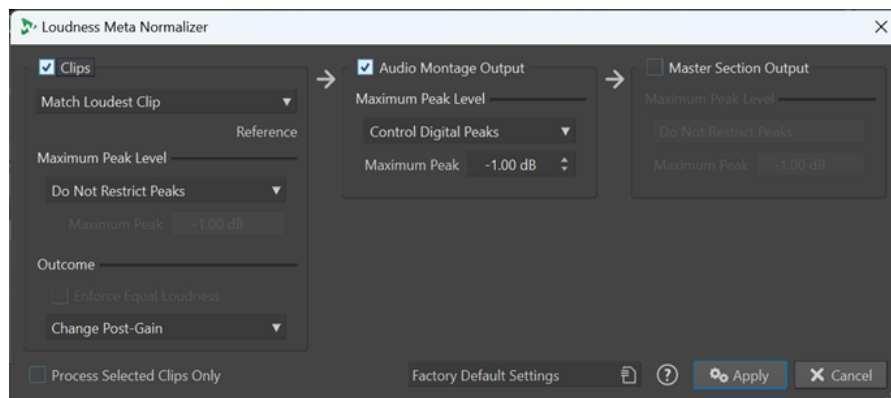 Loudness Meta Normalizer
Clips
Match Loudest Clip
Reference
Maximum Peak Level
Do Not Restrict Peaks
Maximum Peak -1.00 dB
Outcome
Enforce Equal Loudness
Change Post-Gain
Audio Montage Output
Maximum Peak Level
Control Digital Peaks
Maximum Peak -1.00 dB
Master Section Output
Maximum Peak Level
Do Not Restrict Peaks
Maximum Peak -1.00 dB
Process Selected Clips Only
Factory Default Settings
Apply
Cancel